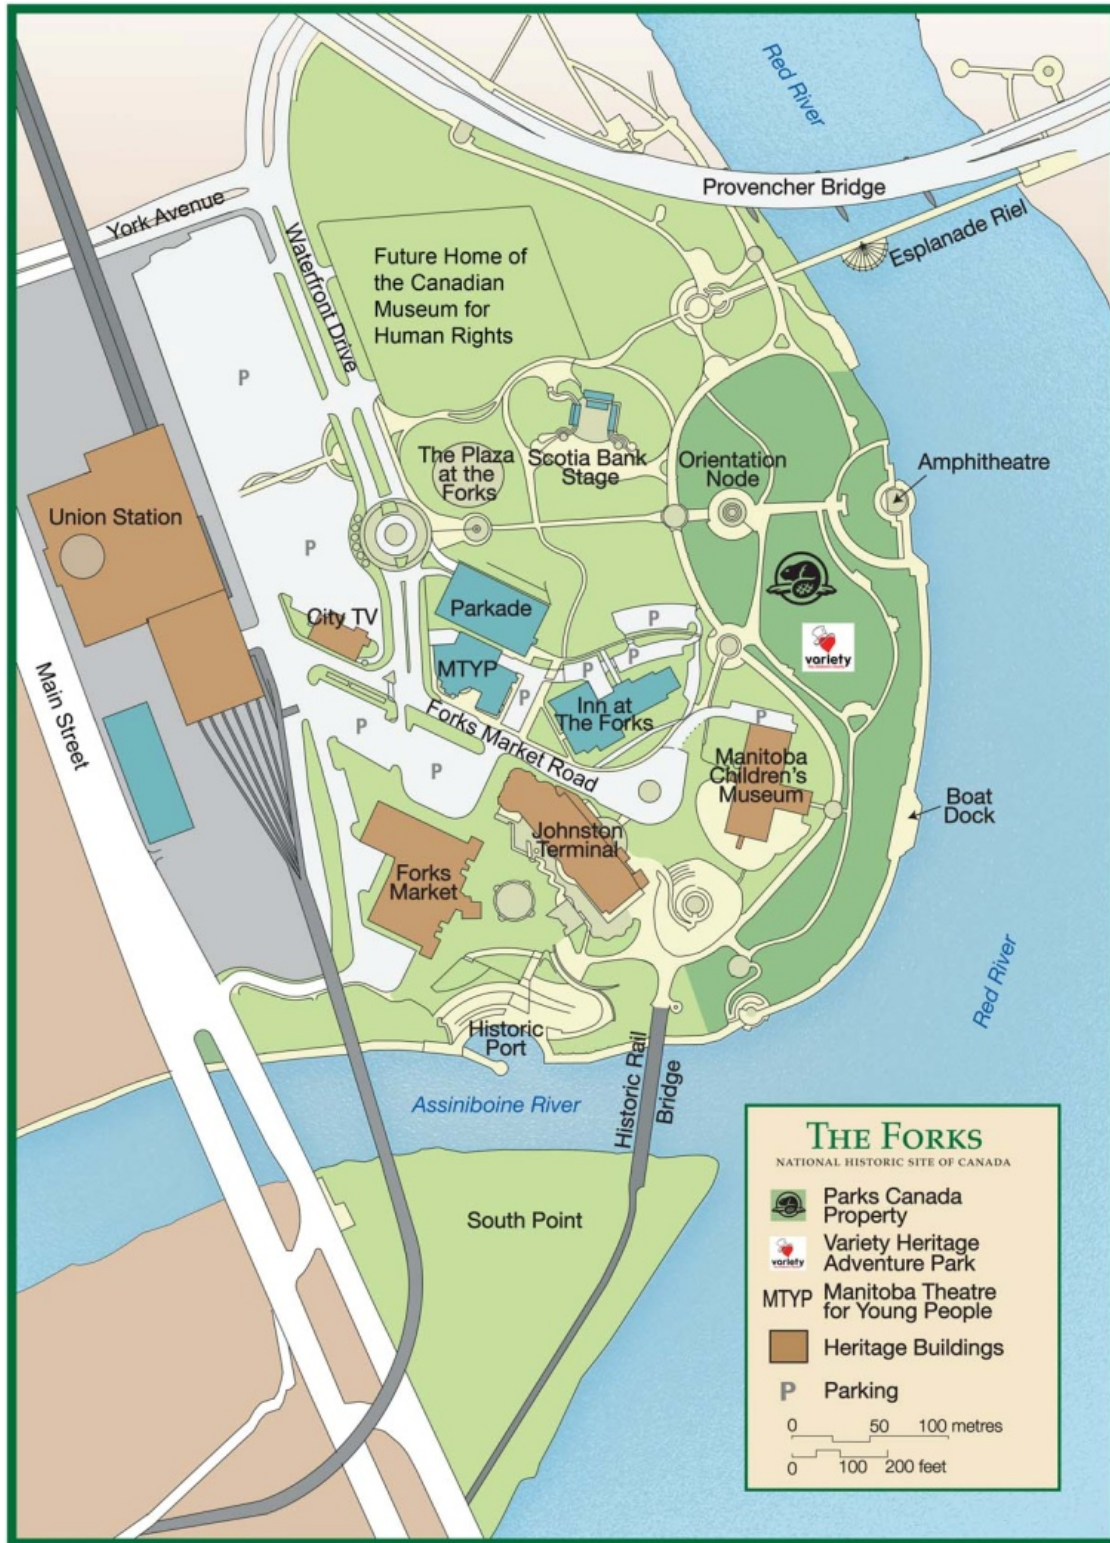 Red River
Provencher Bridge
Esplanade Riel
York Avenue
Waterfront Drive
Future Home of
the Canadian
Museum for
Human Rights
P
The Plaza
at the
Forks
Scotia Bank
Stage
Orientation
Node
Amphitheatre
Union Station
P
variety
City TV
Parkade
P
P
P
MTYP
P
Inn at
The Forks
Main Street
Forks Market Road
P
P
P
Manitoba
Children's
Museum
Boat
Dock
Johnston
Terminal
Forks
Market
Red River
Historic
Port
Historic Rail
Bridge
Assiniboine River
South Point
THE FORKS
NATIONAL HISTORIC SITE OF CANADA
Parks Canada
Property
variety
Variety Heritage
Adventure Park
MTYP Manitoba Theatre
for Young People
Heritage Buildings
P Parking
0 50 100 metres
0 100 200 feet